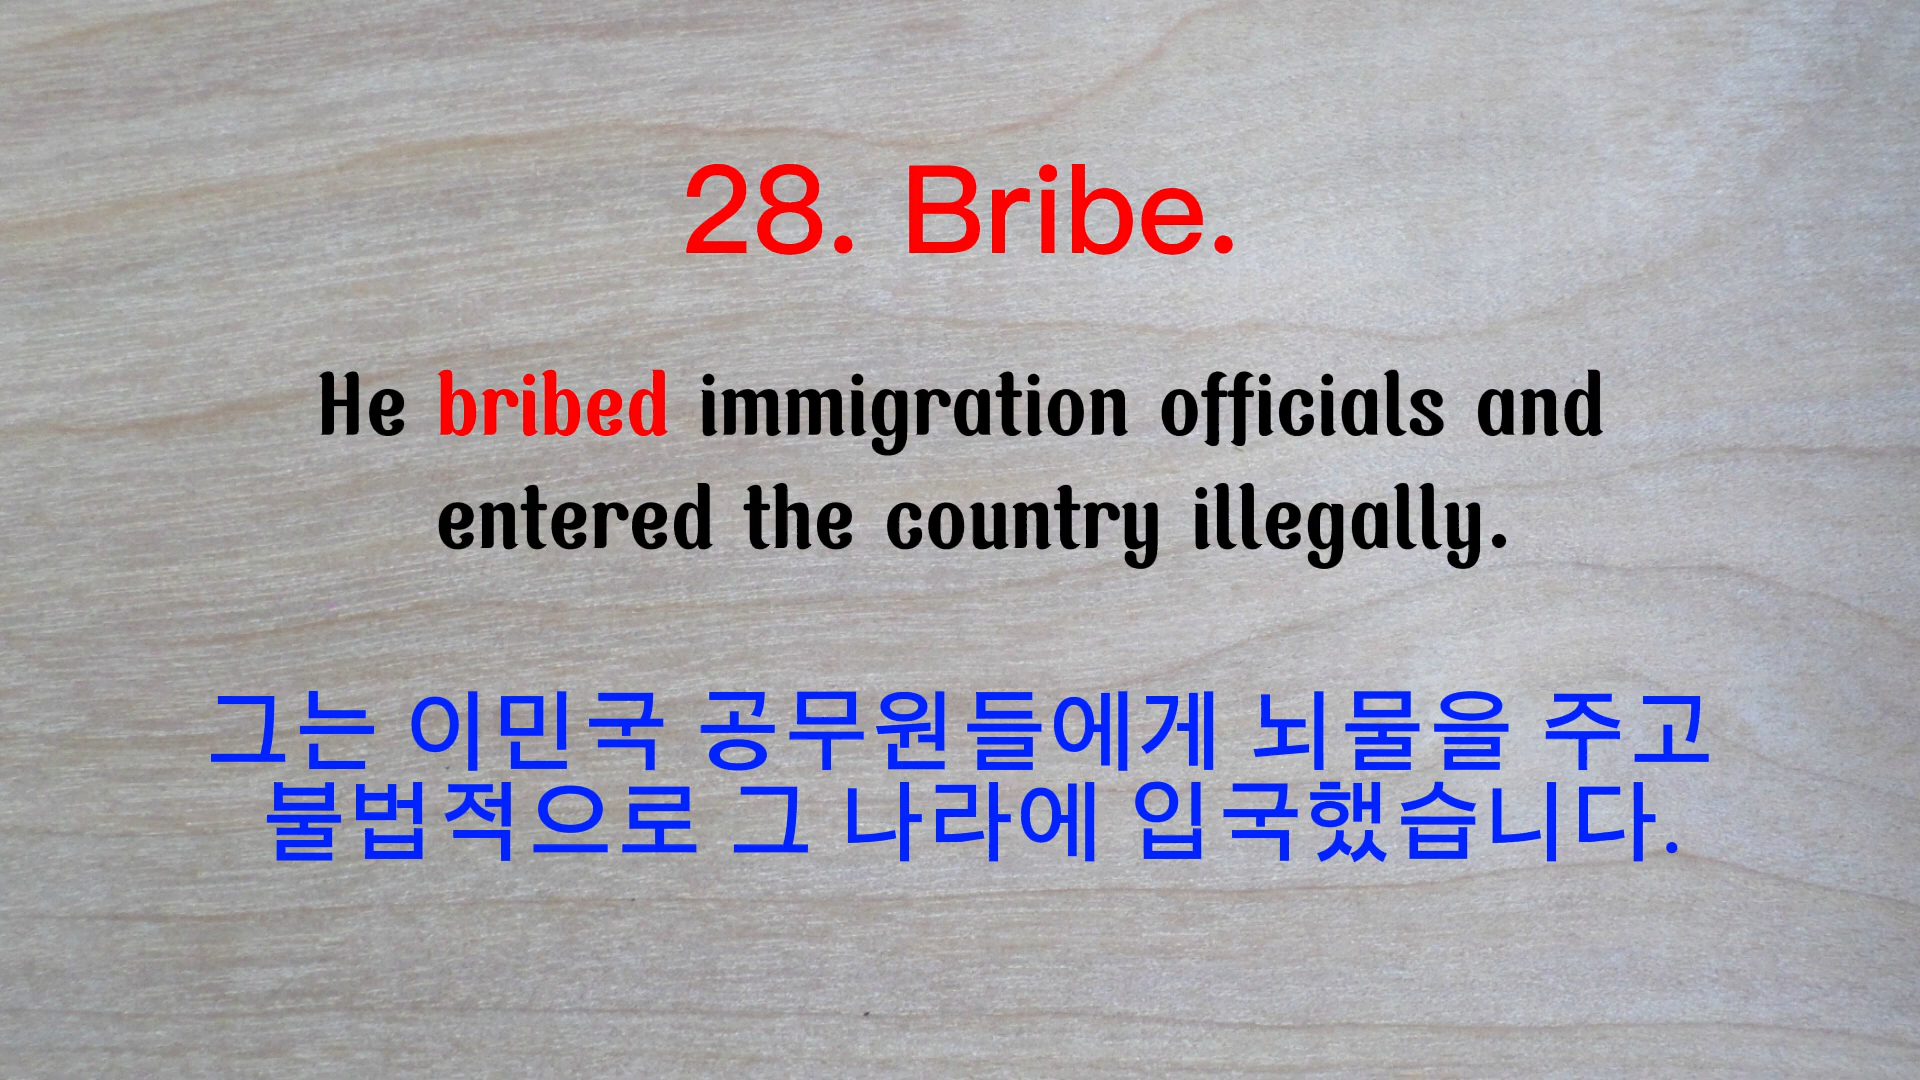 28. Bribe.
He bribed immigration officials and
entered the country illegally.
그는 이민국 공무원들에게 뇌물을 주고
불법적으로 그 나라에 입국했습니다.